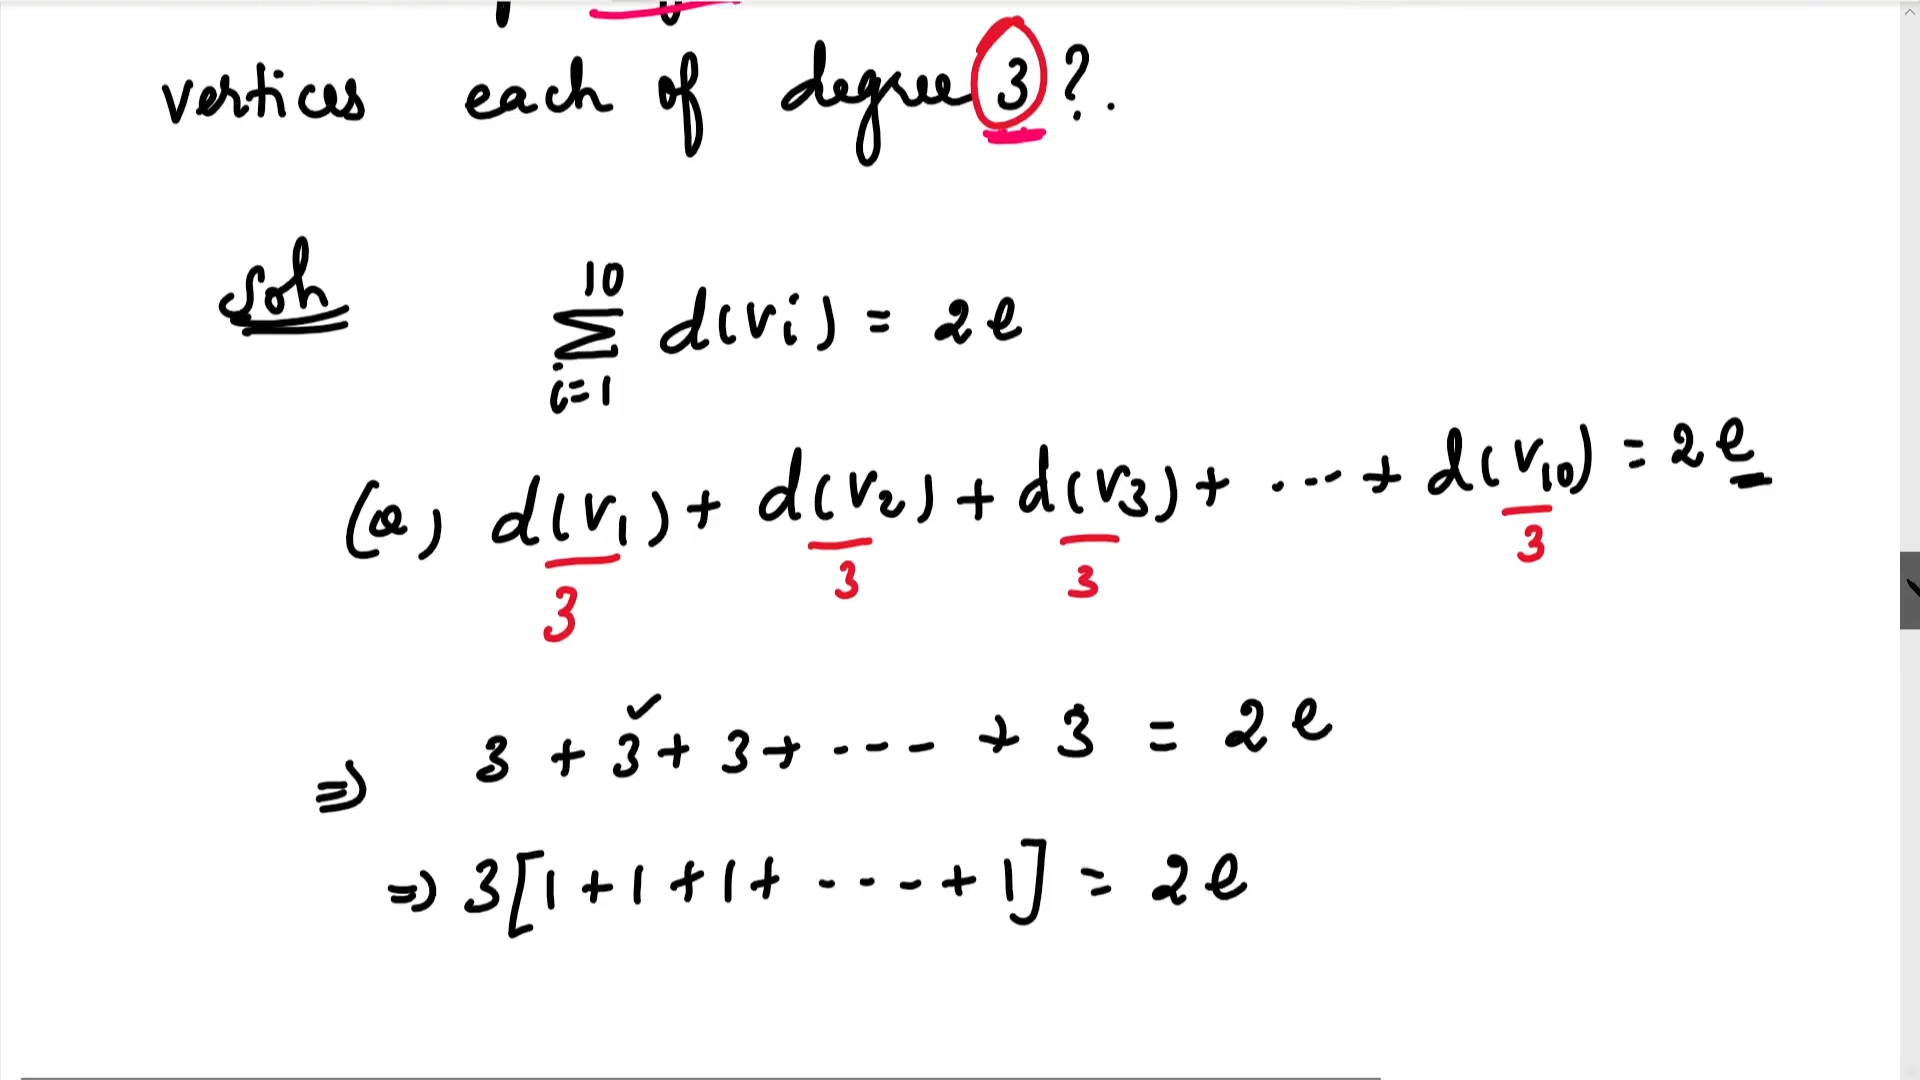 vertices each of degree 3?.
Soln
10
∑ d(vi) = 2e
i=1
(a) d(v₁) + d(v₂) + d(v₃) + ... + d(v₁₀) = 2e
3 3 3 3
⇒ 3 + 3 + 3 + ---- + 3 = 2e
⇒ 3[1+1+1+ ---- + 1] = 2e